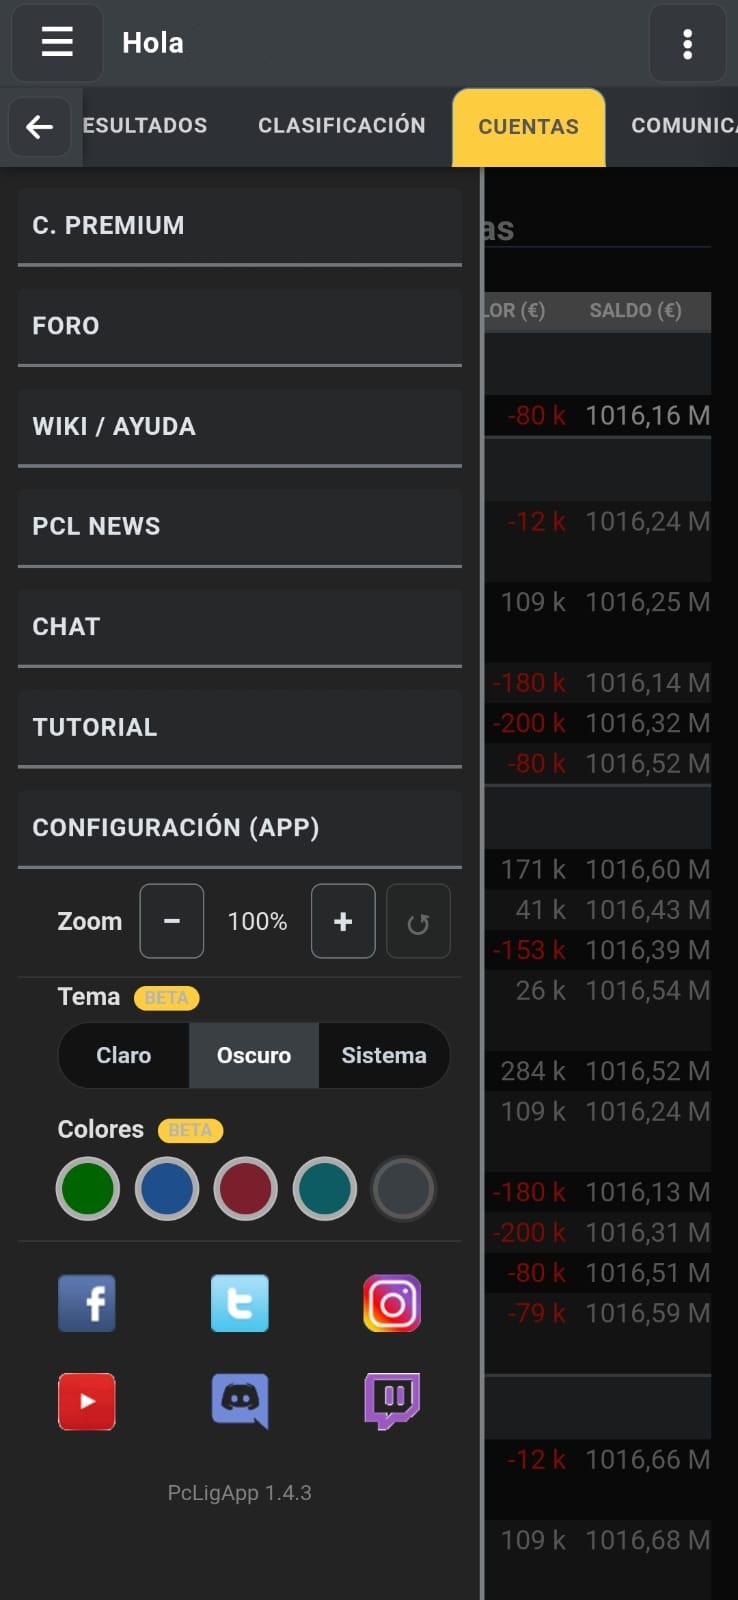 Hola
ESULTADOS CLASIFICACIÓN CUENTAS COMUNICA
C. PREMIUM
FORO
WIKI / AYUDA
PCL NEWS
CHAT
TUTORIAL
CONFIGURACIÓN (APP)
Zoom - 100% +
Tema BETA
Claro Oscuro Sistema
Colores BETA
PcLigApp 1.4.3
as
LOR (€) SALDO (€)
-80 k 1016,16 M
-12 k 1016,24 M
109 k 1016,25 M
-180 k 1016,14 M
-200 k 1016,32 M
-80 k 1016,52 M
171 k 1016,60 M
41 k 1016,43 M
-153 k 1016,39 M
26 k 1016,54 M
284 k 1016,52 M
109 k 1016,24 M
-180 k 1016,13 M
-200 k 1016,31 M
-80 k 1016,51 M
-79 k 1016,59 M
-12 k 1016,66 M
109 k 1016,68 M